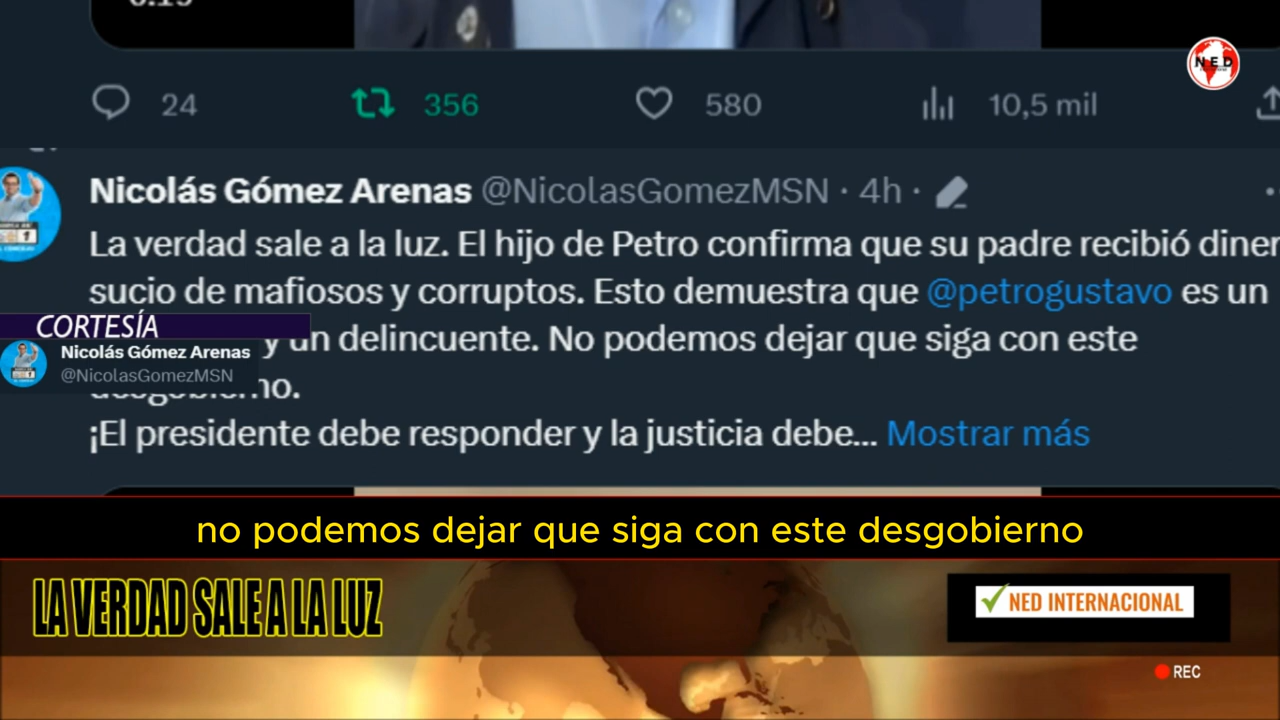 NED
24 356 580 10,5 mil
Nicolás Gómez Arenas @NicolasGomezMSN · 4h ·
La verdad sale a la luz. El hijo de Petro confirma que su padre recibió diner
sucio de mafiosos y corruptos. Esto demuestra que @petrogustavo es un
CORTESÍA
y un delincuente. No podemos dejar que siga con este
Nicolás Gómez Arenas
@NicolasGomezMSN
desgobierno.
¡El presidente debe responder y la justicia debe... Mostrar más
no podemos dejar que siga con este desgobierno
LA VERDAD SALE A LA LUZ
NED INTERNACIONAL
REC